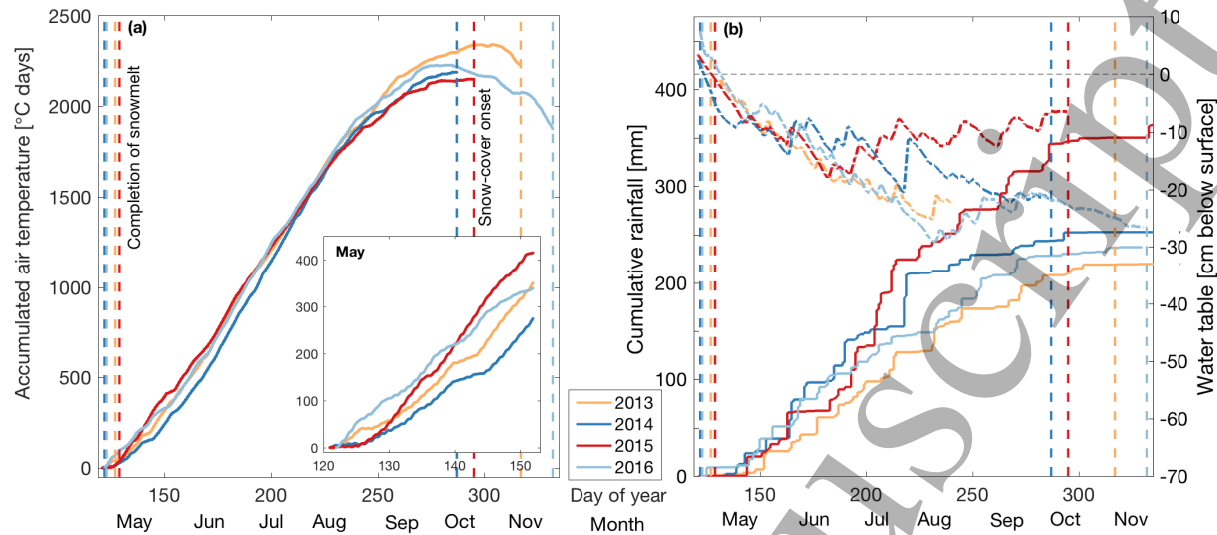 (a)
2500
2000
1500
1000
500
0
Accumulated air temperature [°C days]
Completion of snowmelt
Snow-cover onset
May
400
300
200
100
0
120
130
140
150
150
200
250
300
May
Jun
Jul
Aug
Sep
Oct
Nov
2013
2014
2015
2016
Day of year
Month
(b)
400
300
200
100
0
Cumulative rainfall [mm]
10
0
-10
-20
-30
-40
-50
-60
-70
Water table [cm below surface]
150
200
250
300
May
Jun
Jul
Aug
Sep
Oct
Nov
uscript